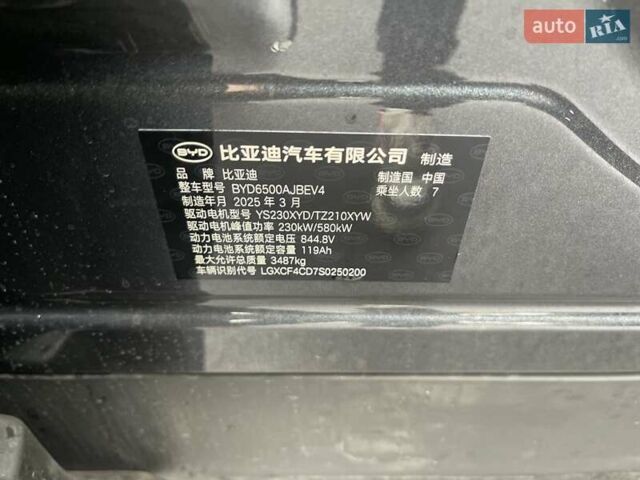 auto RIA .com
BYD 比亚迪汽车有限公司 制造
品 牌 比亚迪 制造国 中国
整车型号 BYD6500AJBEV4 乘坐人数 7
制造年月 2025 年 3 月
驱动电机型号 YS230XYD/TZ210XYW
驱动电机峰值功率 230kW/580kW
动力电池系统额定电压 844.8V
动力电池系统额定容量 119Ah
最大允许总质量 3487kg
车辆识别代号 LGXCF4CD7S0250200